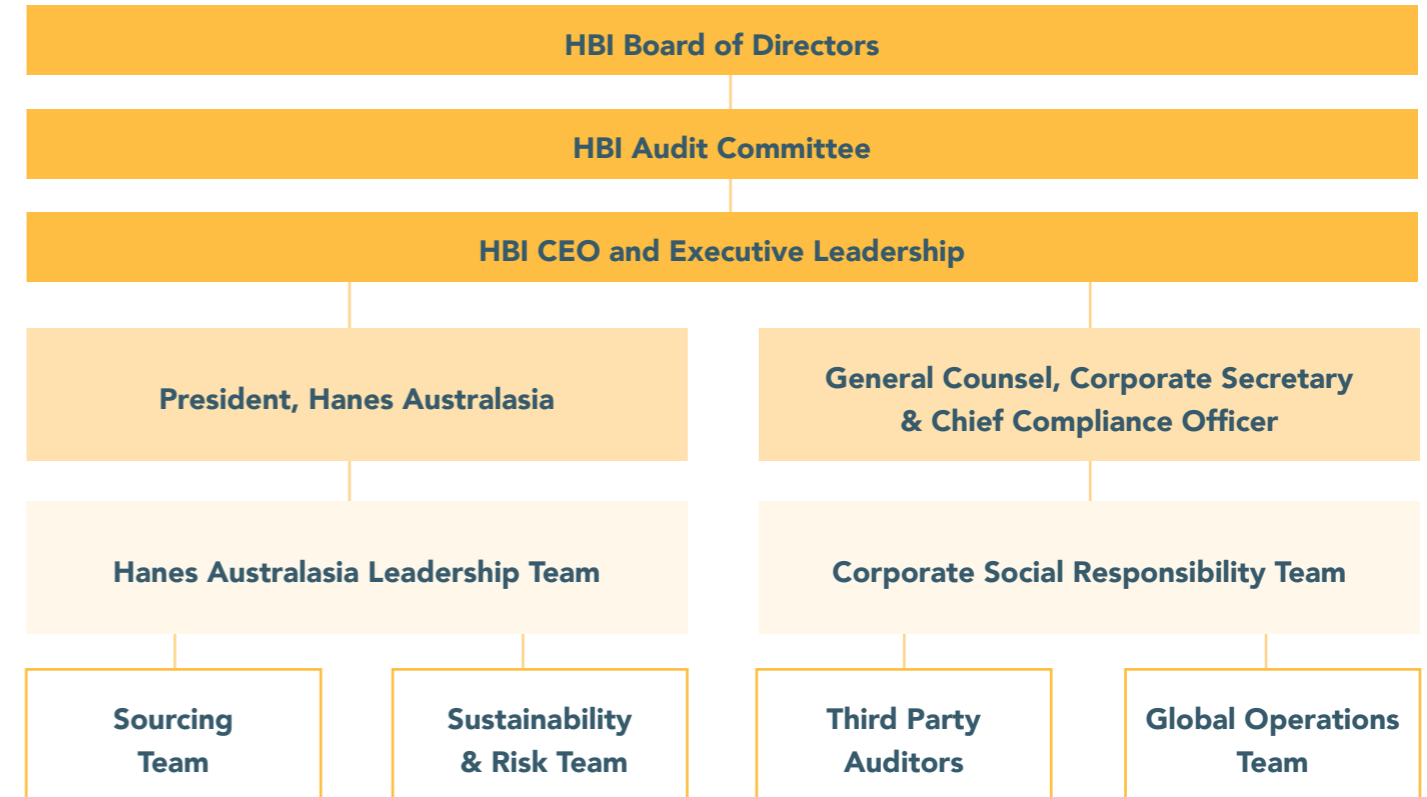 HBI Board of Directors
HBI Audit Committee
HBI CEO and Executive Leadership
President, Hanes Australasia
General Counsel, Corporate Secretary
& Chief Compliance Officer
Hanes Australasia Leadership Team
Corporate Social Responsibility Team
Sourcing
Team
Sustainability
& Risk Team
Third Party
Auditors
Global Operations
Team